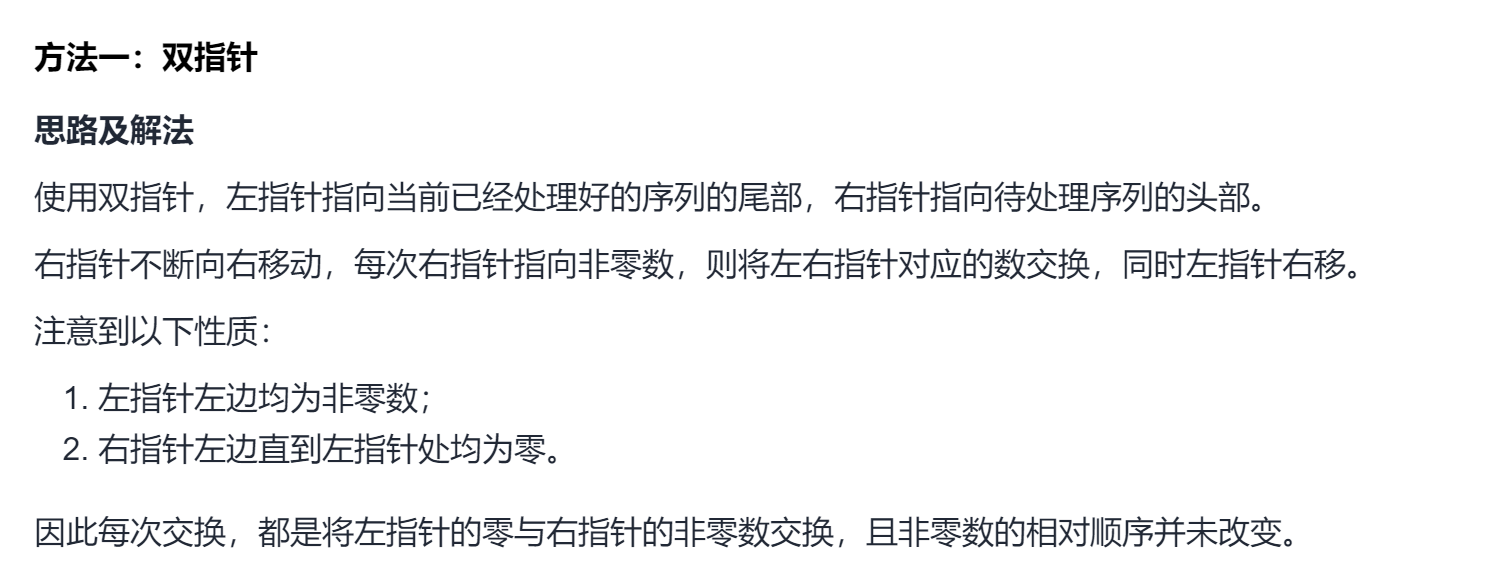 方法一：双指针
思路及解法
使用双指针，左指针指向当前已经处理好的序列的尾部，右指针指向待处理序列的头部。
右指针不断向右移动，每次右指针指向非零数，则将左右指针对应的数交换，同时左指针右移。
注意到以下性质：
1. 左指针左边均为非零数；
2. 右指针左边直到左指针处均为零。
因此每次交换，都是将左指针的零与右指针的非零数交换，且非零数的相对顺序并未改变。